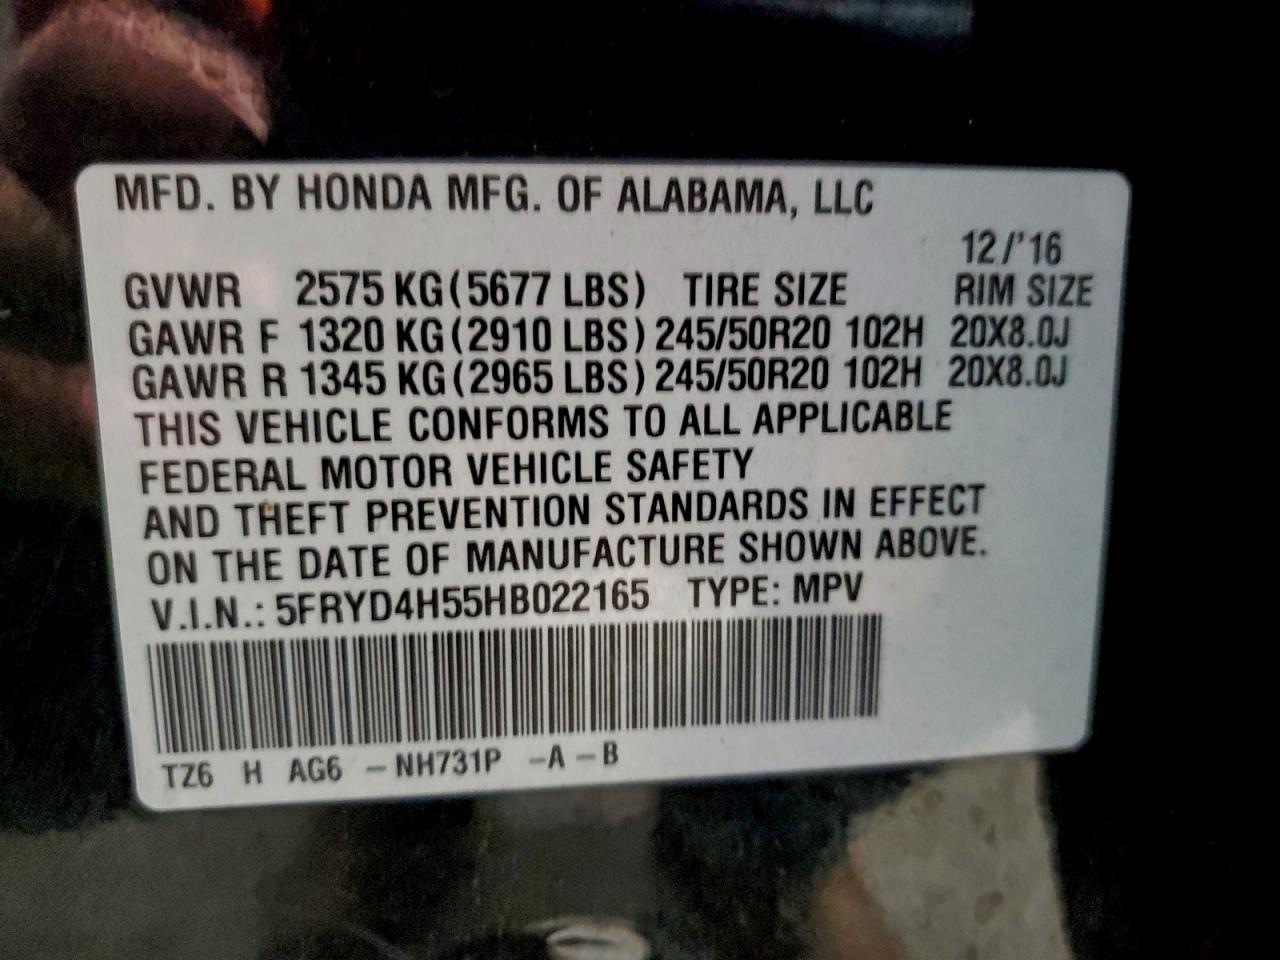 MFD. BY HONDA MFG. OF ALABAMA, LLC
12/'16
GVWR 2575 KG (5677 LBS) TIRE SIZE RIM SIZE
GAWR F 1320 KG (2910 LBS) 245/50R20 102H 20X8.0J
GAWR R 1345 KG (2965 LBS) 245/50R20 102H 20X8.0J
THIS VEHICLE CONFORMS TO ALL APPLICABLE
FEDERAL MOTOR VEHICLE SAFETY
AND THEFT PREVENTION STANDARDS IN EFFECT
ON THE DATE OF MANUFACTURE SHOWN ABOVE.
V.I.N.: 5FRYD4H55HB022165 TYPE: MPV
TZ6 H AG6 – NH731P – A – B